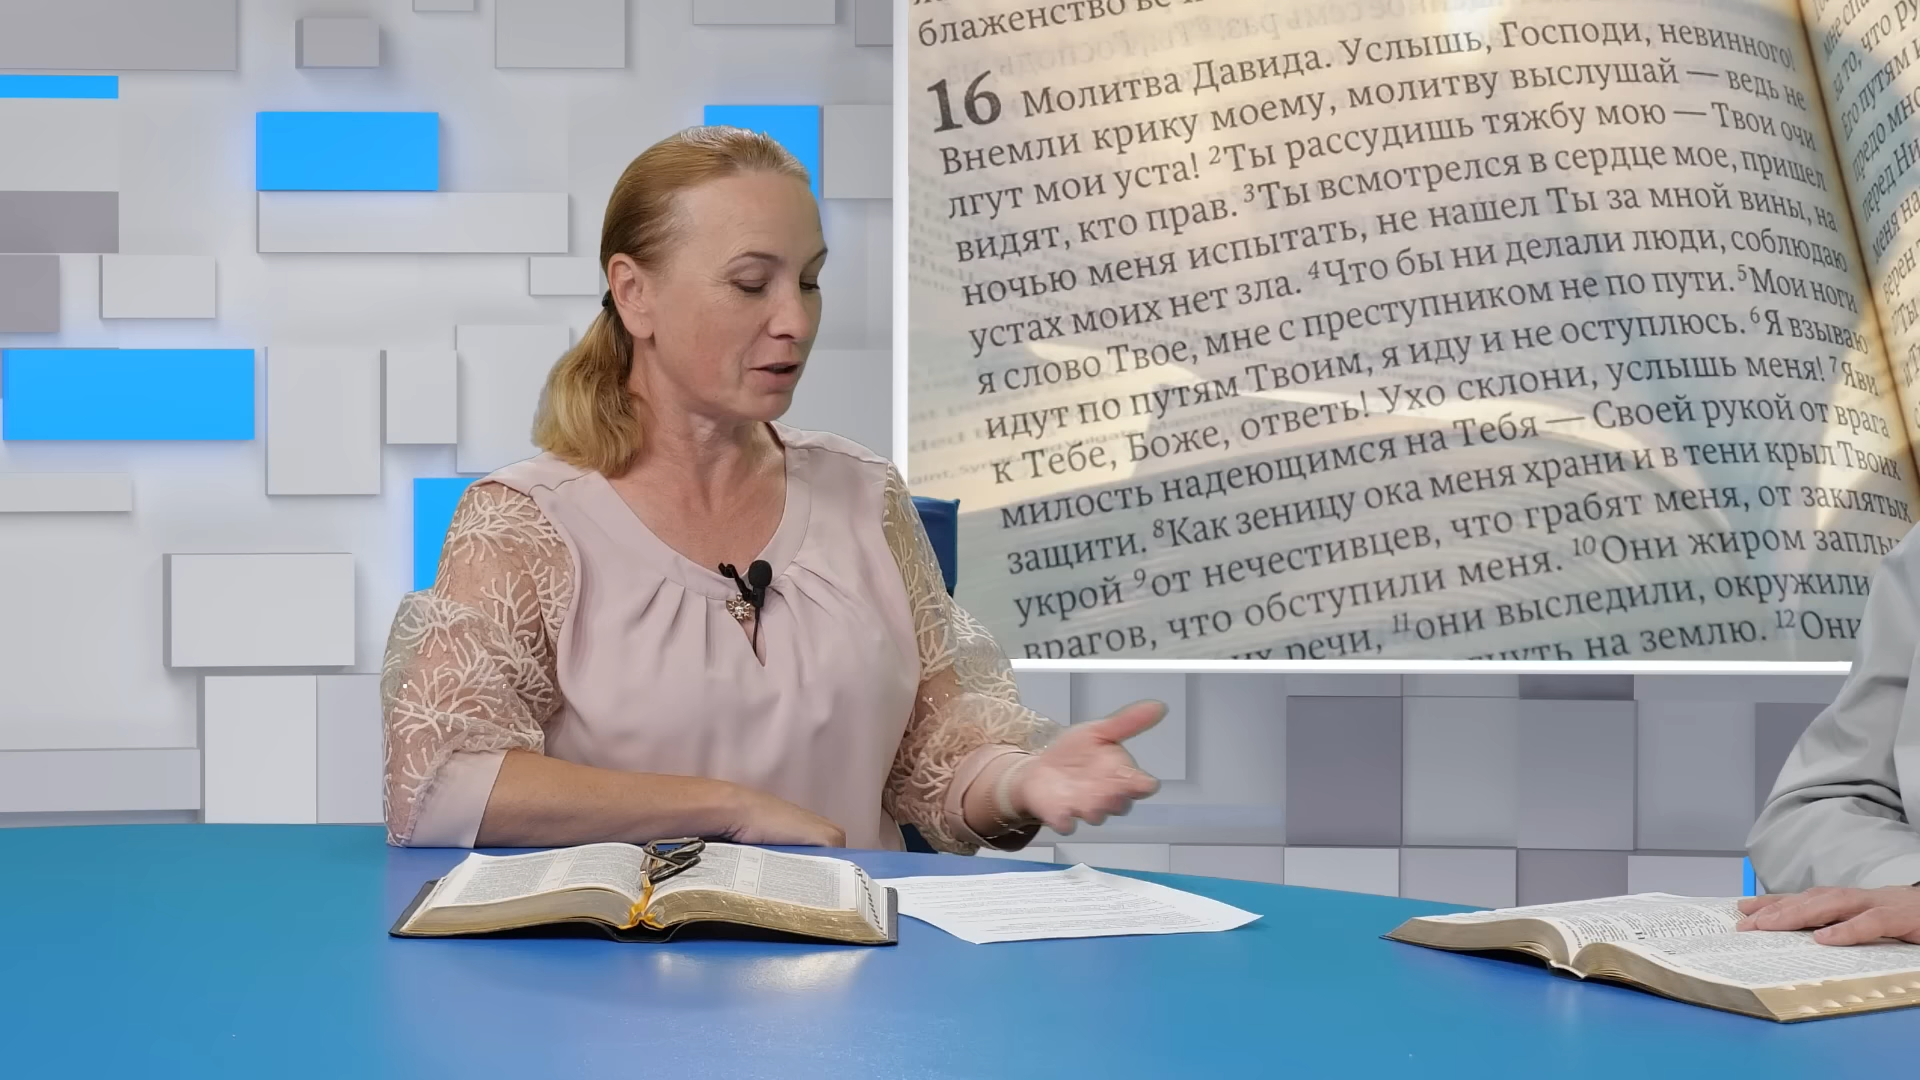 блаженство
16 Молитва Давида. Услышь, Господи, невинного!
Внемли крику моему, молитву выслушай — ведь не
лгут мои уста! 2Ты рассудишь тяжбу мою — Твои очи
видят, кто прав. 3Ты всмотрелся в сердце мое, пришел
ночью меня испытать, не нашел Ты за мной вины, на
устах моих нет зла. 4Что бы ни делали люди, соблюдаю
я слово Твое, мне с преступником не по пути. 5Мои ноги
идут по путям Твоим, я иду и не оступлюсь. 6Я взываю
к Тебе, Боже, ответь! Ухо склони, услышь меня! 7Яви
милость надеющимся на Тебя — Своей рукой от врага
защити. 8Как зеницу ока меня храни и в тени крыл Твоих
укрой 9от нечестивцев, что грабят меня, от заклятых
врагов, что обступили меня. 10Они жиром заплы
речи, 11они выследили, окружили
на землю. 12Они